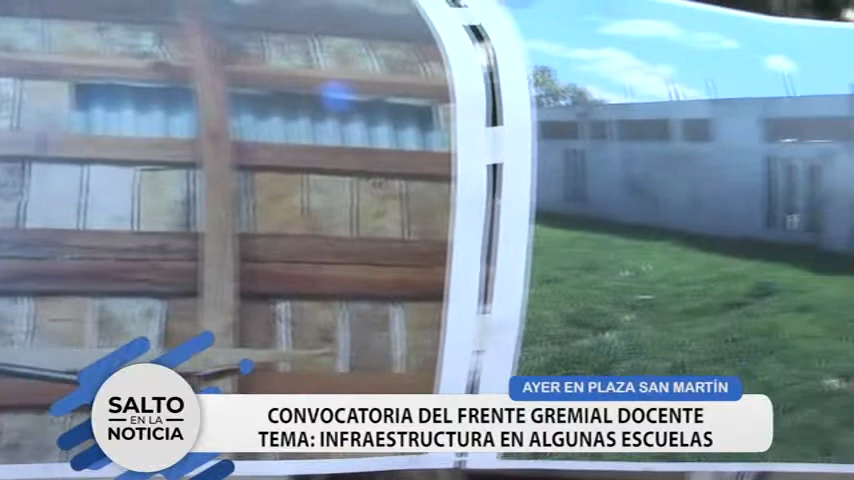 AYER EN PLAZA SAN MARTÍN
SALTO
EN LA
NOTICIA
CONVOCATORIA DEL FRENTE GREMIAL DOCENTE
TEMA: INFRAESTRUCTURA EN ALGUNAS ESCUELAS